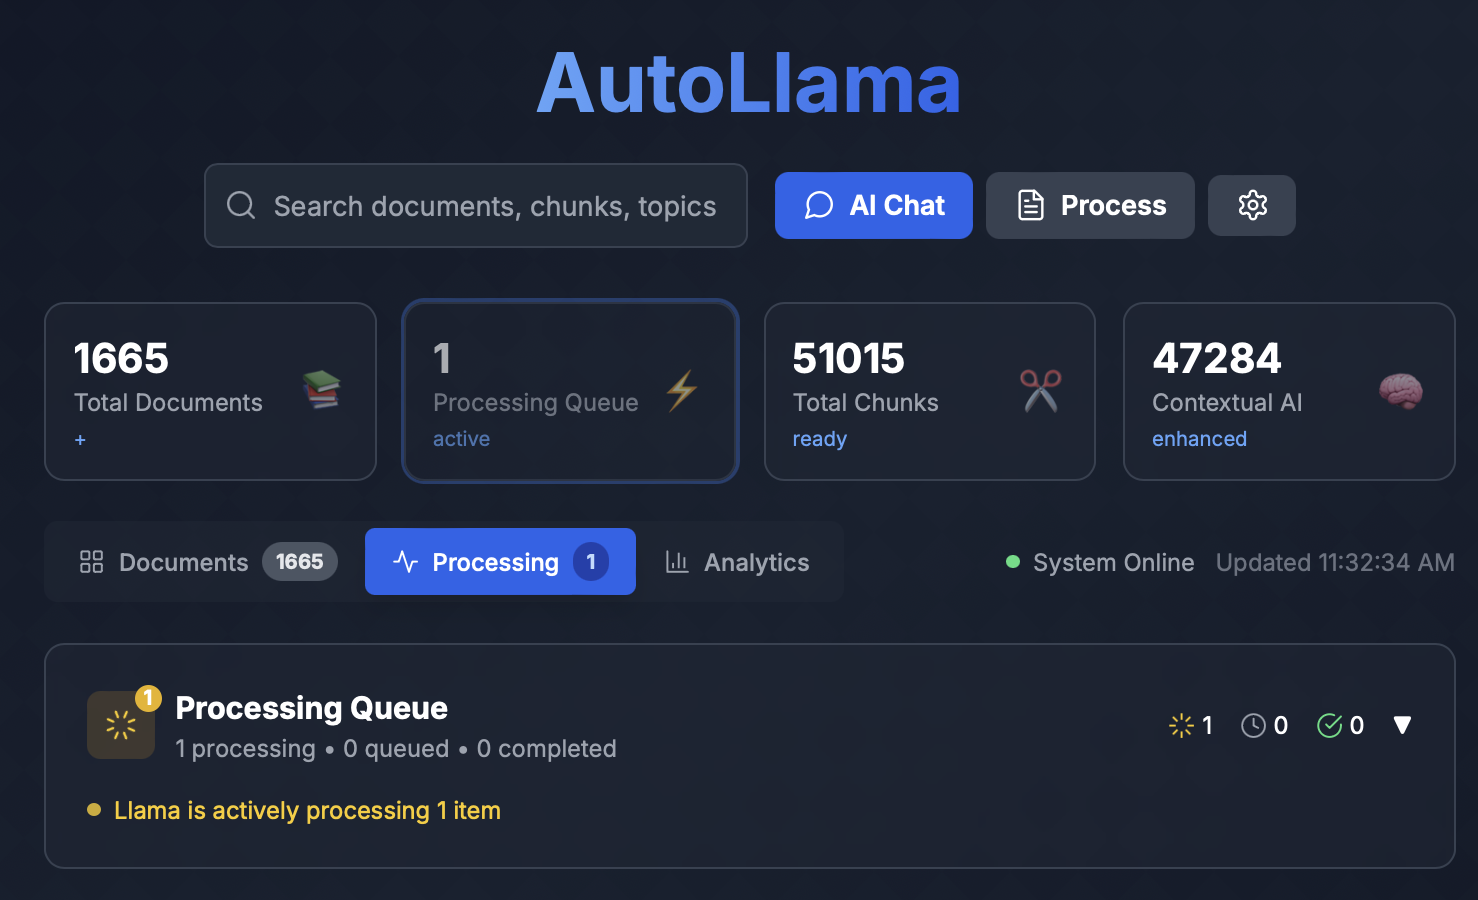 AutoLlama
Search documents, chunks, topics
AI Chat
Process
1665
Total Documents
+
1
Processing Queue
active
51015
Total Chunks
ready
47284
Contextual AI
enhanced
Documents 1665
Processing 1
Analytics
System Online Updated 11:32:34 AM
1
Processing Queue
1 processing • 0 queued • 0 completed
1 0 0
Llama is actively processing 1 item